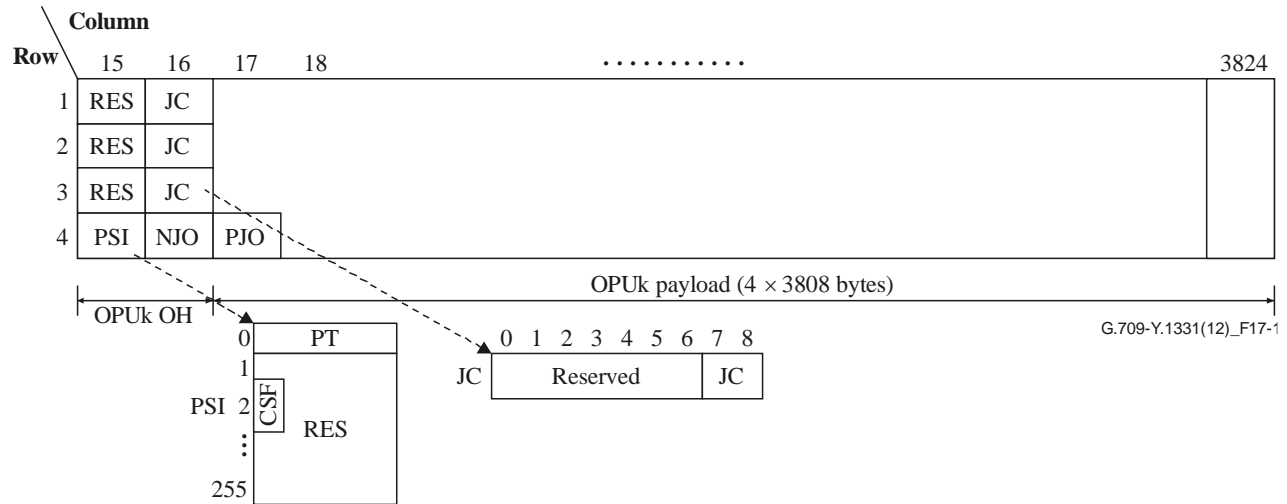 Column
Row
15 16 17 18 ........... 3824
1 RES JC
2 RES JC
3 RES JC
4 PSI NJO PJO
OPUk payload (4 × 3808 bytes)
OPUk OH
G.709-Y.1331(12)_F17-1
0 PT
0 1 2 3 4 5 6 7 8
JC Reserved JC
1
PSI 2 CSF
RES
...
255